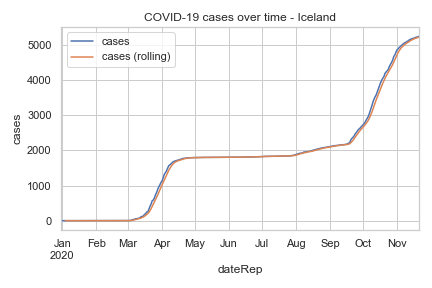 COVID-19 cases over time - Iceland
cases
cases (rolling)
5000
4000
3000
2000
1000
0
cases
Jan Feb Mar Apr May Jun Jul Aug Sep Oct Nov
2020
dateRep